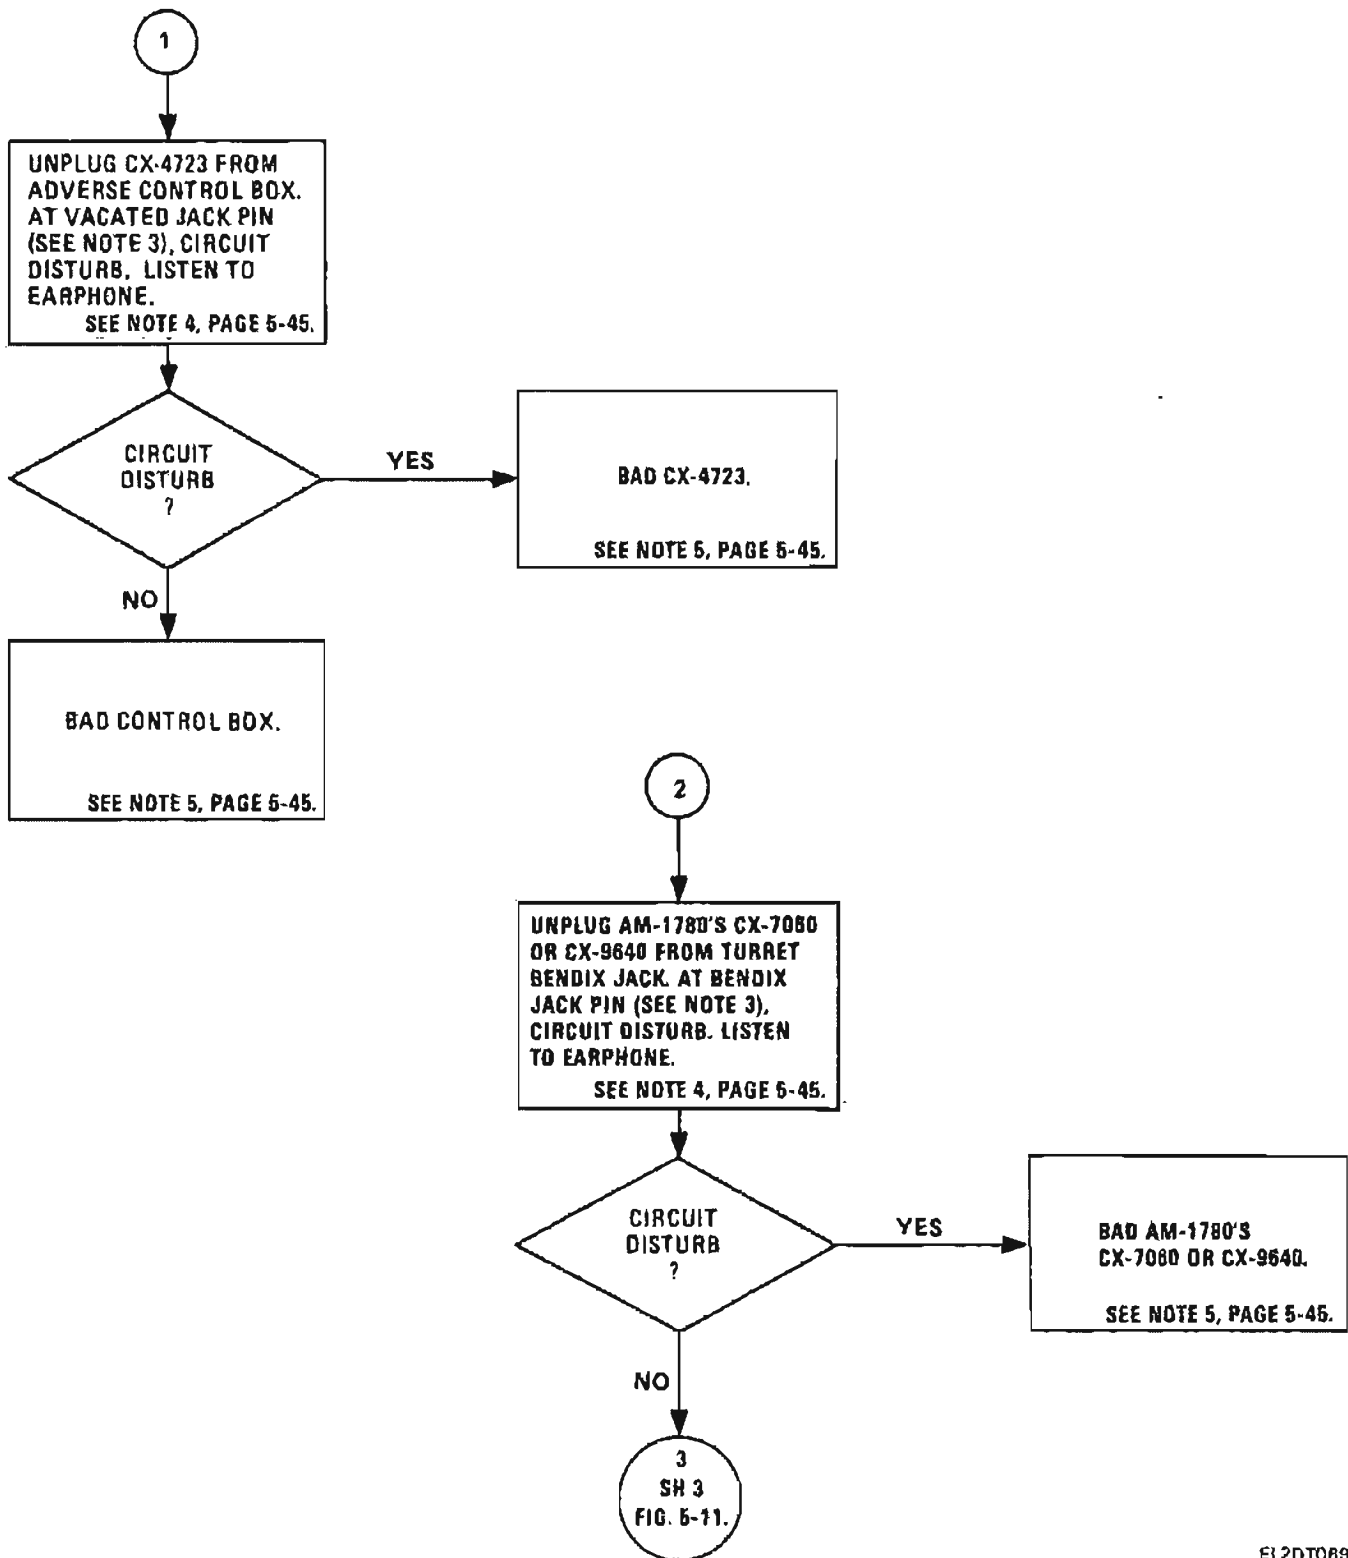 1
UNPLUG CX-4723 FROM
ADVERSE CONTROL BOX.
AT VACATED JACK PIN
(SEE NOTE 3), CIRCUIT
DISTURB. LISTEN TO
EARPHONE.
SEE NOTE 4, PAGE 5-45.
CIRCUIT
DISTURB
?
YES
BAD CX-4723.
SEE NOTE 5, PAGE 5-45.
NO
BAD CONTROL BOX.
SEE NOTE 5, PAGE 5-45.
2
UNPLUG AM-1780'S CX-7060
OR CX-9640 FROM TURRET
BENDIX JACK. AT BENDIX
JACK PIN (SEE NOTE 3),
CIRCUIT DISTURB. LISTEN
TO EARPHONE.
SEE NOTE 4, PAGE 5-45.
CIRCUIT
DISTURB
?
YES
BAD AM-1780'S
CX-7060 OR CX-9640.
SEE NOTE 5, PAGE 5-45.
NO
3
SH 3
FIG. 5-11.
EL2DT089